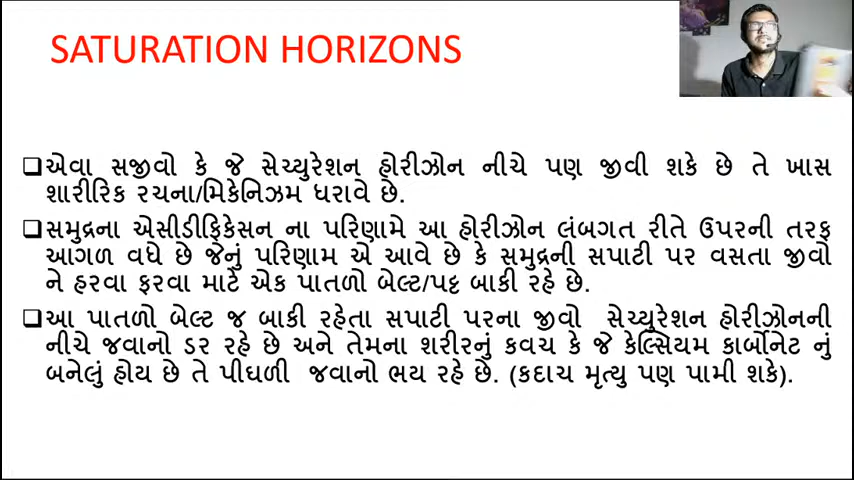 SATURATION HORIZONS
❑એવા સજીવો કે જે સેચ્યુરેશન હોરીઝોન નીચે પણ જીવી શકે છે તે ખાસ
શારીરિક રચના/મિકેનિઝમ ધરાવે છે.
❑સમુદ્રના એસીડીફિકેસન ના પરિણામે આ હોરીઝોન લંબગત રીતે ઉપરની તરફ
આગળ વધે છે જેનું પરિણામ એ આવે છે કે સમુદ્રની સપાટી પર વસતા જીવો
ને હરવા ફરવા માટે એક પાતળો બેલ્ટ/પટ્ટ બાકી રહે છે.
❑આ પાતળો બેલ્ટ જ બાકી રહેતા સપાટી પરના જીવો સેચ્યુરેશન હોરીઝોનની
નીચે જવાનો ડર રહે છે અને તેમના શરીરનું કવચ કે જે કેલ્સિયમ કાર્બોનેટ નું
બનેલું હોય છે તે પીઘળી જવાનો ભય રહે છે. (કદાચ મૃત્યુ પણ પામી શકે).